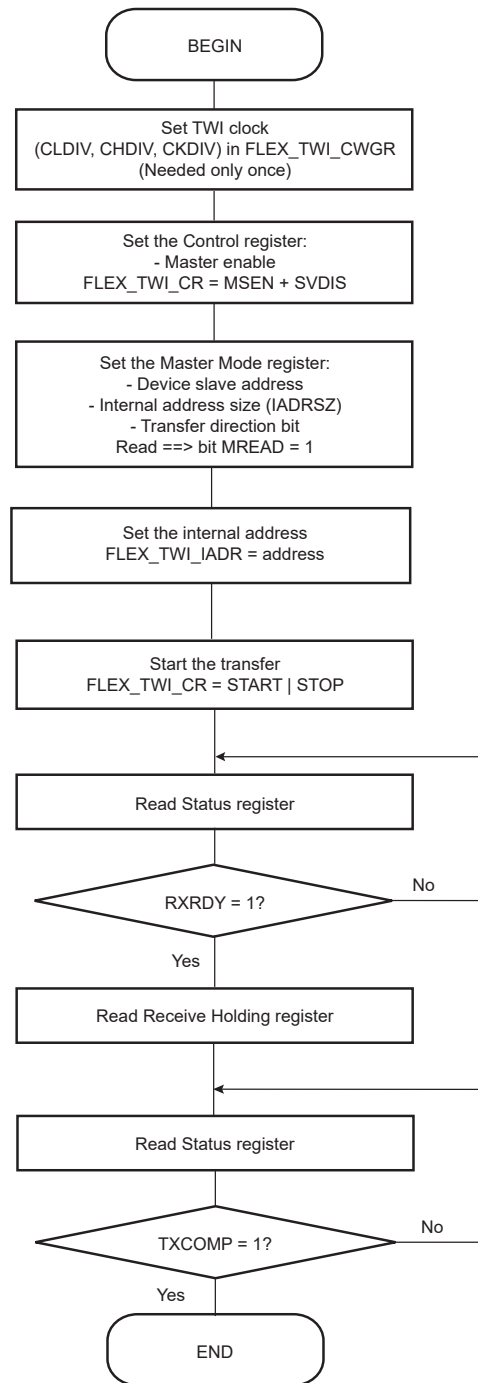 BEGIN
Set TWI clock
(CLDIV, CHDIV, CKDIV) in FLEX_TWI_CWGR
(Needed only once)
Set the Control register:
- Master enable
FLEX_TWI_CR = MSEN + SVDIS
Set the Master Mode register:
- Device slave address
- Internal address size (IADRSZ)
- Transfer direction bit
Read ==> bit MREAD = 1
Set the internal address
FLEX_TWI_IADR = address
Start the transfer
FLEX_TWI_CR = START | STOP
Read Status register
RXRDY = 1?
No
Yes
Read Receive Holding register
Read Status register
TXCOMP = 1?
No
Yes
END